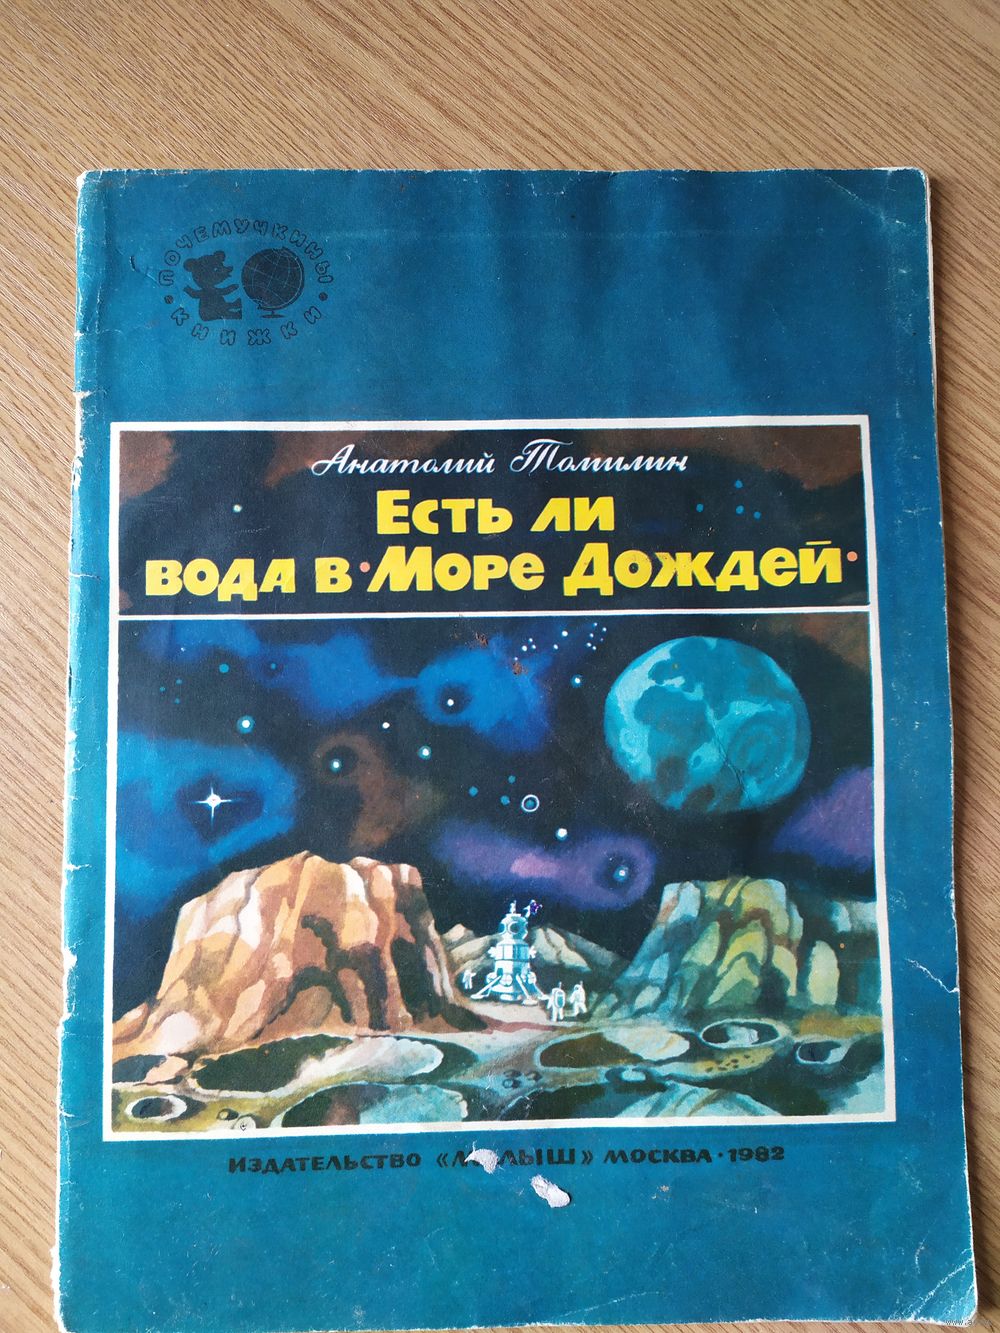 ПОЧЕМУЧКИНЫ
КНИЖКИ
Анатолий Томилин
ЕСТЬ ЛИ
ВОДА В •МОРЕ ДОЖДЕЙ•
ИЗДАТЕЛЬСТВО «МАЛЫШ» МОСКВА • 1982